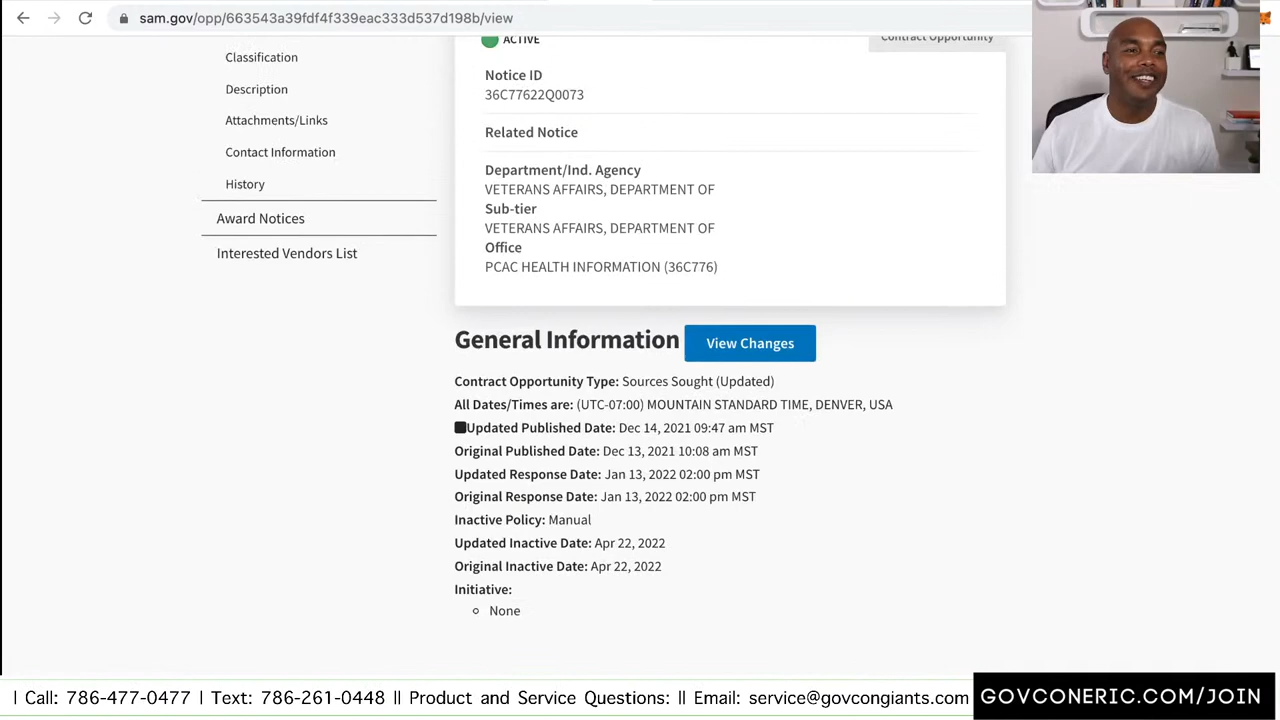 sam.gov/opp/663543a39fdf4f339eac333d537d198b/view
ACTIVE
Contract Opportunity
Classification
Description
Attachments/Links
Contact Information
History
Award Notices
Interested Vendors List
Notice ID
36C77622Q0073
Related Notice
Department/Ind. Agency
VETERANS AFFAIRS, DEPARTMENT OF
Sub-tier
VETERANS AFFAIRS, DEPARTMENT OF
Office
PCAC HEALTH INFORMATION (36C776)
General Information
View Changes
Contract Opportunity Type: Sources Sought (Updated)
All Dates/Times are: (UTC-07:00) MOUNTAIN STANDARD TIME, DENVER, USA
Updated Published Date: Dec 14, 2021 09:47 am MST
Original Published Date: Dec 13, 2021 10:08 am MST
Updated Response Date: Jan 13, 2022 02:00 pm MST
Original Response Date: Jan 13, 2022 02:00 pm MST
Inactive Policy: Manual
Updated Inactive Date: Apr 22, 2022
Original Inactive Date: Apr 22, 2022
Initiative:
None
| Call: 786-477-0477 | Text: 786-261-0448 || Product and Service Questions: || Email: service@govcongiants.com
GOVCONERIC.COM/JOIN